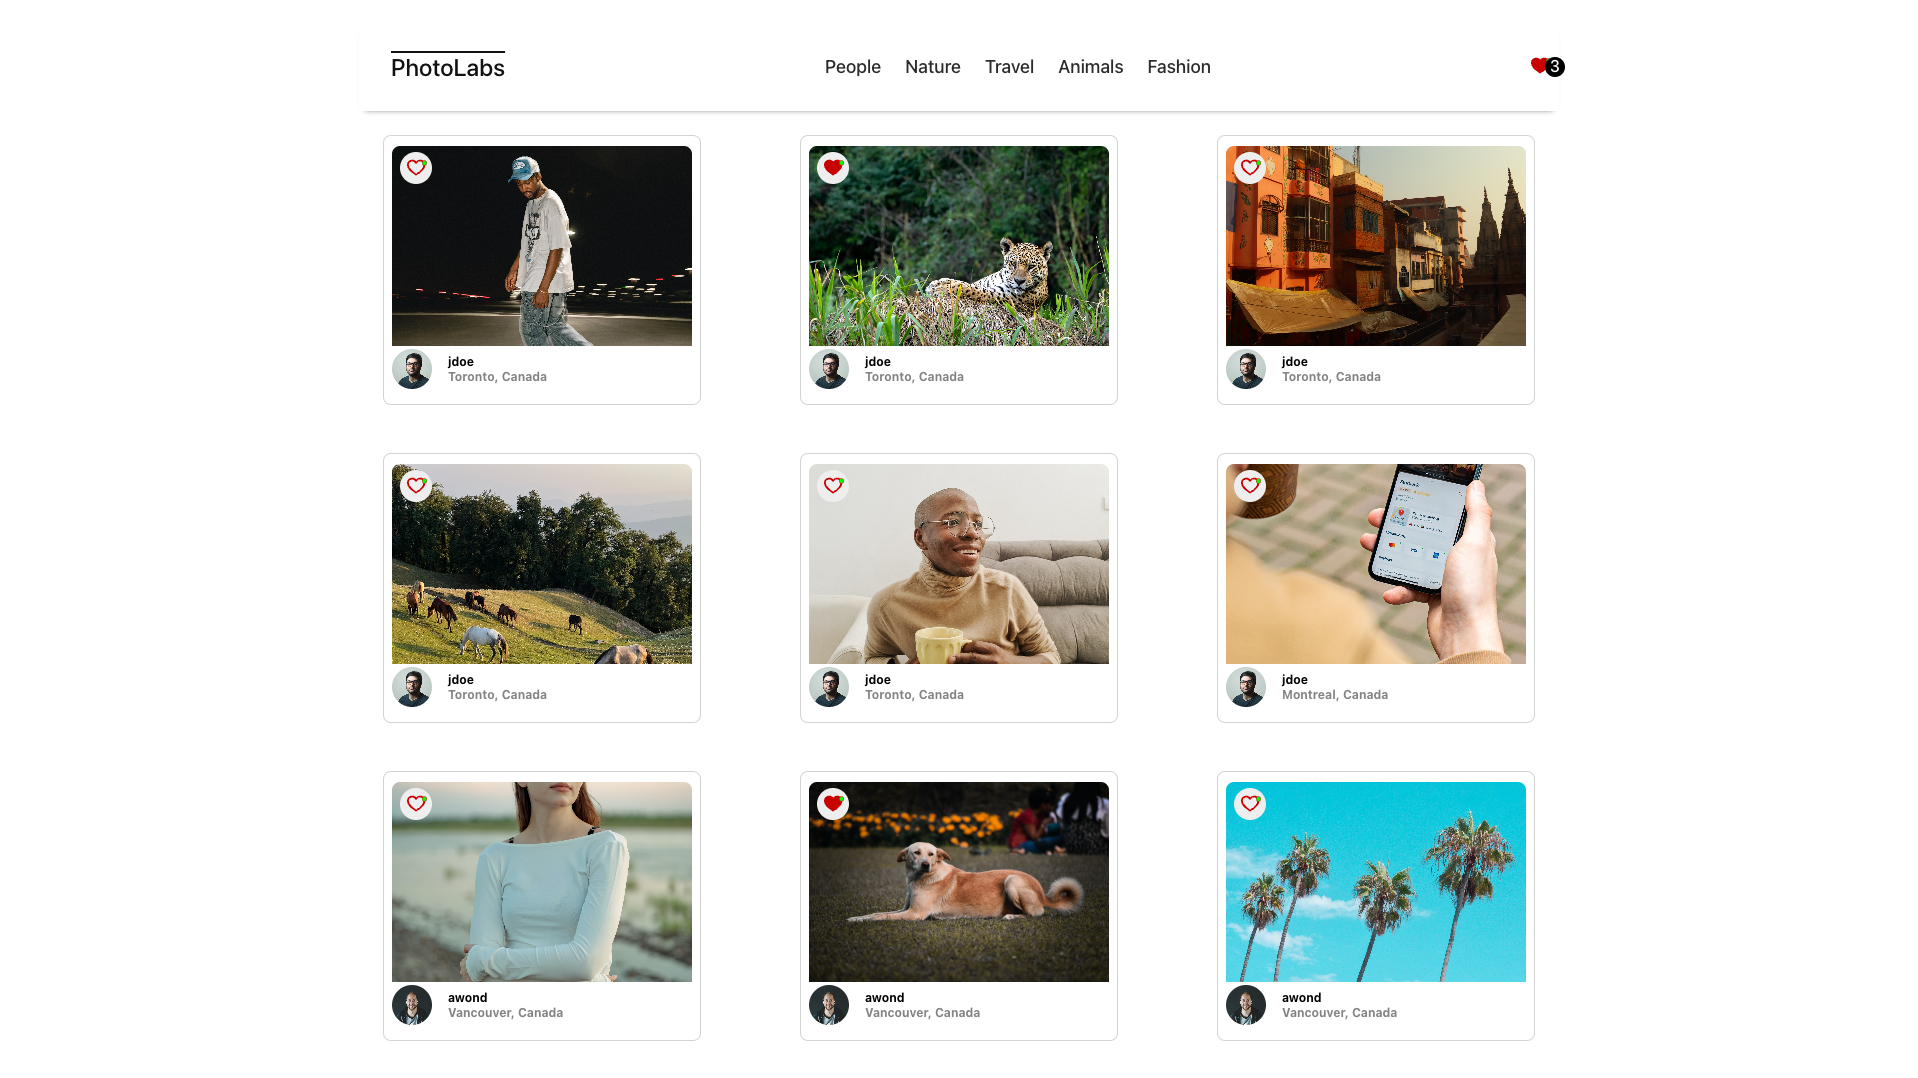 PhotoLabs
People Nature Travel Animals Fashion
3
jdoe
Toronto, Canada
jdoe
Toronto, Canada
jdoe
Toronto, Canada
jdoe
Toronto, Canada
jdoe
Toronto, Canada
jdoe
Montreal, Canada
awond
Vancouver, Canada
awond
Vancouver, Canada
awond
Vancouver, Canada